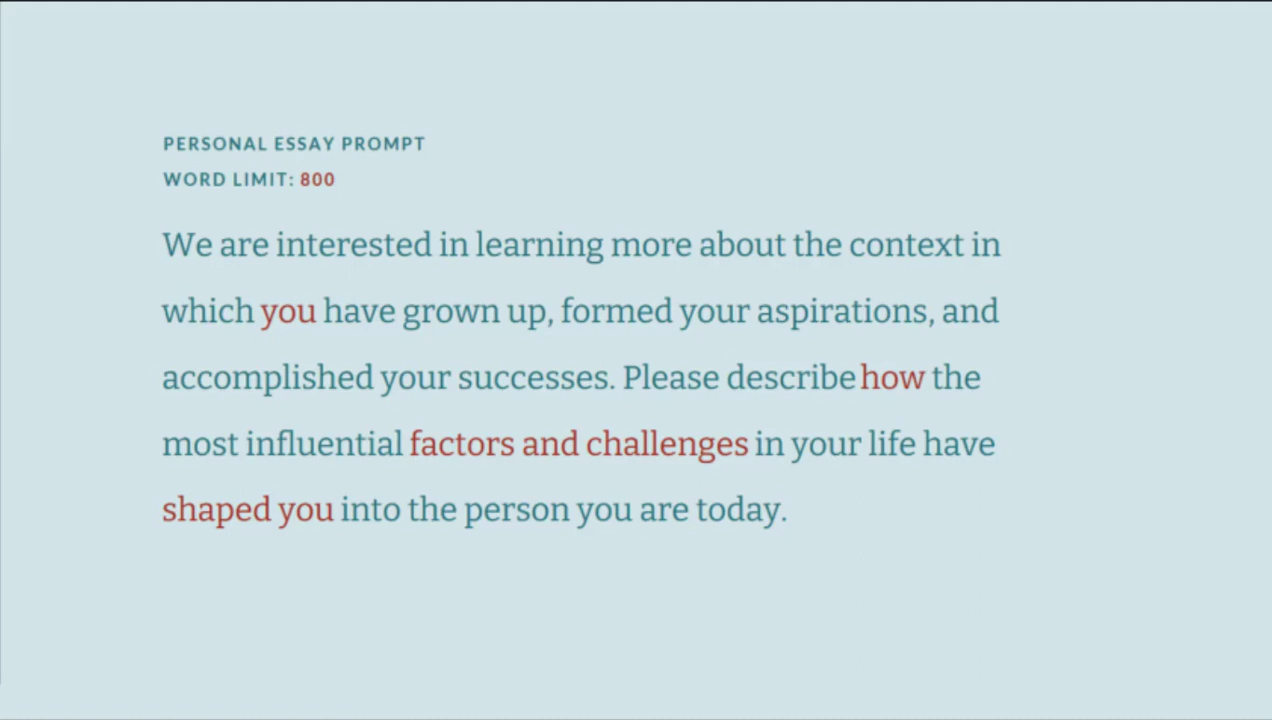 PERSONAL ESSAY PROMPT
WORD LIMIT: 800
We are interested in learning more about the context in
which you have grown up, formed your aspirations, and
accomplished your successes. Please describe how the
most influential factors and challenges in your life have
shaped you into the person you are today.